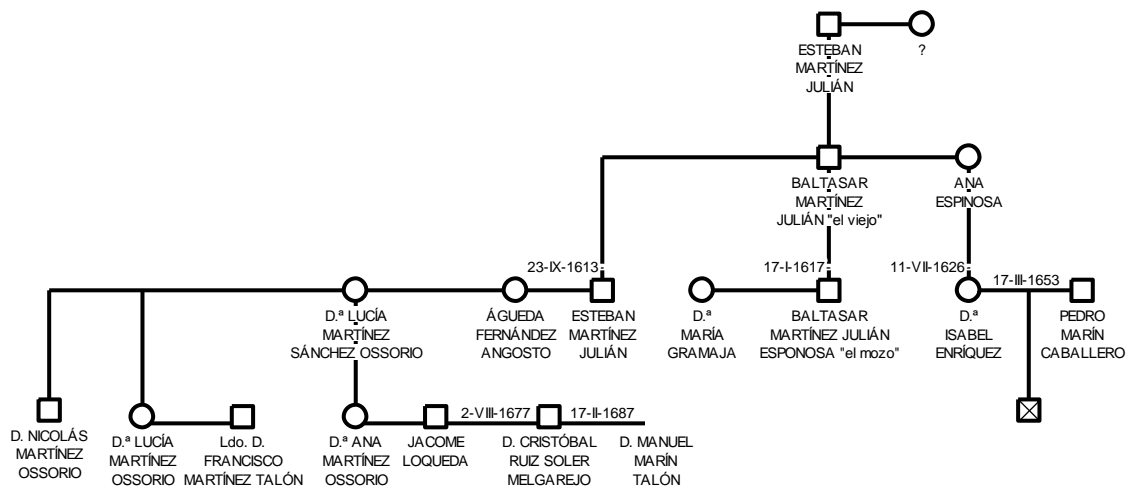 ESTEBAN
MARTÍNEZ
JULIÁN
?
BALTASAR
MARTÍNEZ
JULIÁN "el viejo"
ANA
ESPINOSA
23-IX-1613
17-I-1617
11-VII-1626
17-III-1653
D.ª LUCÍA
MARTÍNEZ
SÁNCHEZ OSSORIO
ÁGUEDA
FERNÁNDEZ
ANGOSTO
ESTEBAN
MARTÍNEZ
JULIÁN
D.ª
MARÍA
GRAMAJA
BALTASAR
MARTÍNEZ JULIÁN
ESPONOSA "el mozo"
D.ª
ISABEL
ENRÍQUEZ
PEDRO
MARÍN
CABALLERO
2-VIII-1677
17-II-1687
D. NICOLÁS
MARTÍNEZ
OSSORIO
D.ª LUCÍA
MARTÍNEZ
OSSORIO
Ldo. D.
FRANCISCO
MARTÍNEZ TALÓN
D.ª ANA
MARTÍNEZ
OSSORIO
JACOME
LOQUEDA
D. CRISTÓBAL
RUIZ SOLER
MELGAREJO
D. MANUEL
MARÍN
TALÓN